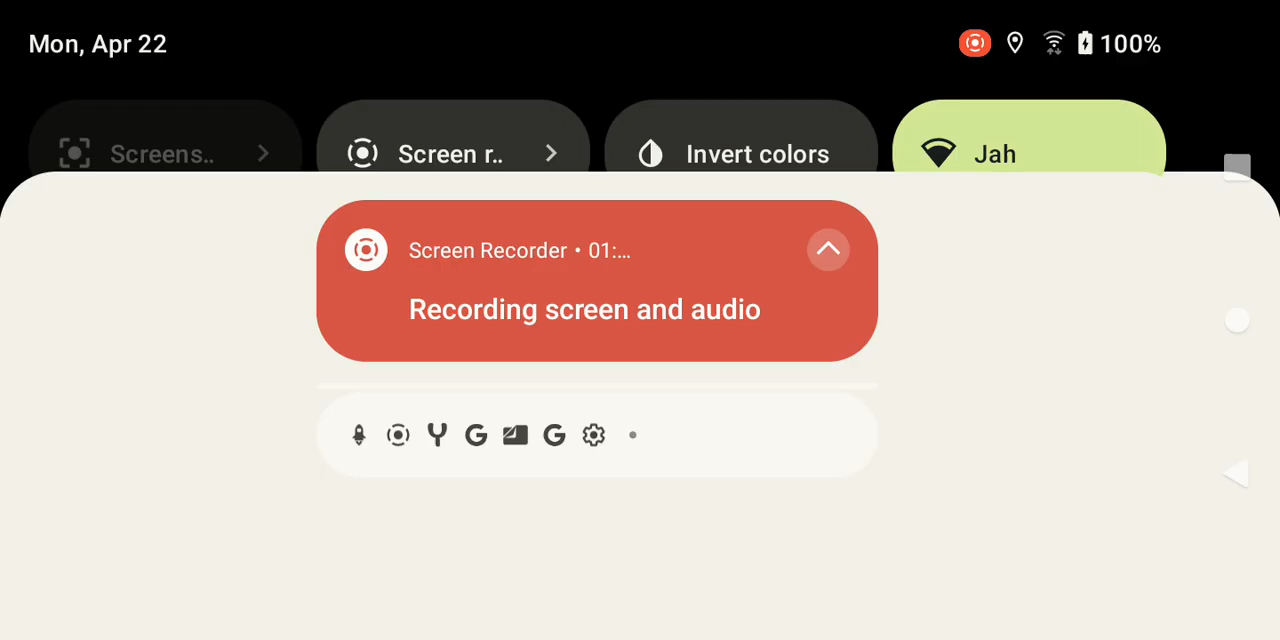 Mon, Apr 22
100%
Screens..
Screen r..
Invert colors
Jah
Screen Recorder • 01:...
Recording screen and audio